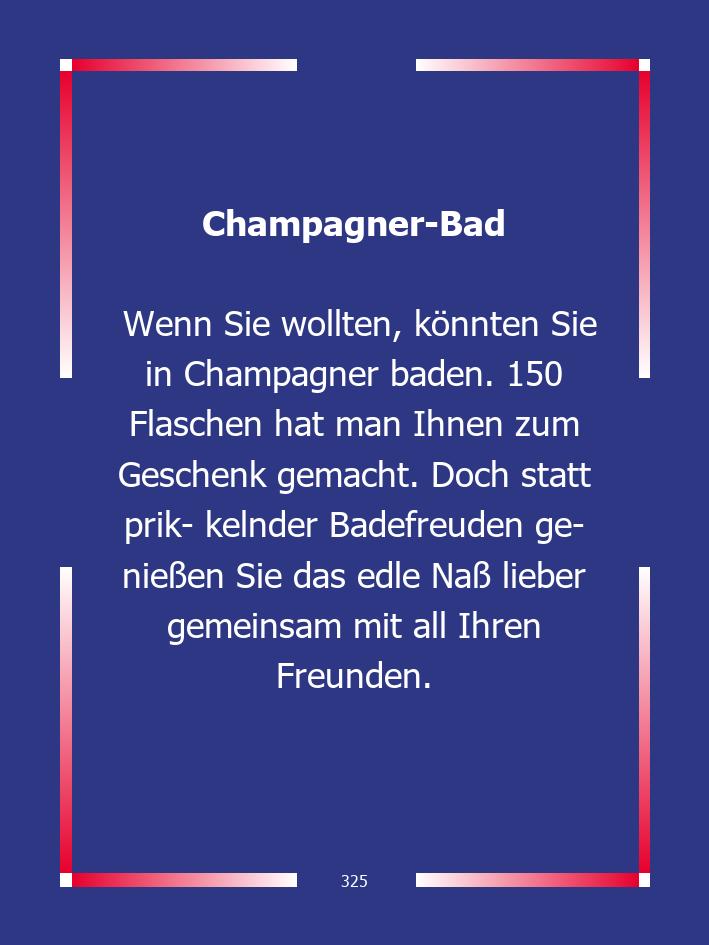 Champagner-Bad
Wenn Sie wollten, könnten Sie
in Champagner baden. 150
Flaschen hat man Ihnen zum
Geschenk gemacht. Doch statt
prik- kelnder Badefreuden ge-
nießen Sie das edle Naß lieber
gemeinsam mit all Ihren
Freunden.
325